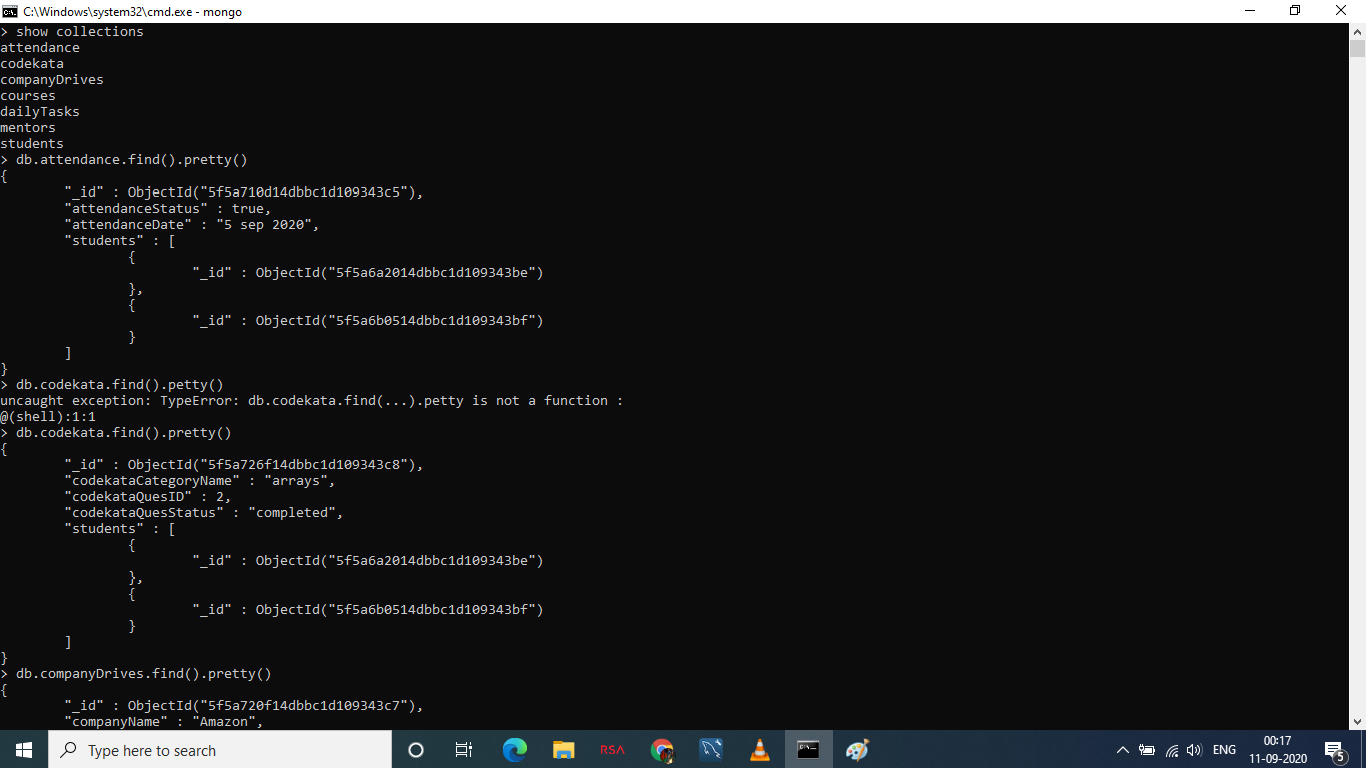 C:\Windows\system32\cmd.exe - mongo
> show collections
attendance
codekata
companyDrives
courses
dailyTasks
mentors
students
> db.attendance.find().pretty()
{
        "_id" : ObjectId("5f5a710d14dbbc1d109343c5"),
        "attendanceStatus" : true,
        "attendanceDate" : "5 sep 2020",
        "students" : [
                {
                        "_id" : ObjectId("5f5a6a2014dbbc1d109343be")
                },
                {
                        "_id" : ObjectId("5f5a6b0514dbbc1d109343bf")
                }
        ]
}
> db.codekata.find().petty()
uncaught exception: TypeError: db.codekata.find(...).petty is not a function :
@(shell):1:1
> db.codekata.find().pretty()
{
        "_id" : ObjectId("5f5a726f14dbbc1d109343c8"),
        "codekataCategoryName" : "arrays",
        "codekataQuesID" : 2,
        "codekataQuesStatus" : "completed",
        "students" : [
                {
                        "_id" : ObjectId("5f5a6a2014dbbc1d109343be")
                },
                {
                        "_id" : ObjectId("5f5a6b0514dbbc1d109343bf")
                }
        ]
}
> db.companyDrives.find().pretty()
{
        "_id" : ObjectId("5f5a720f14dbbc1d109343c7"),
        "companyName" : "Amazon",
Type here to search
RSA
ENG
00:17
11-09-2020
5